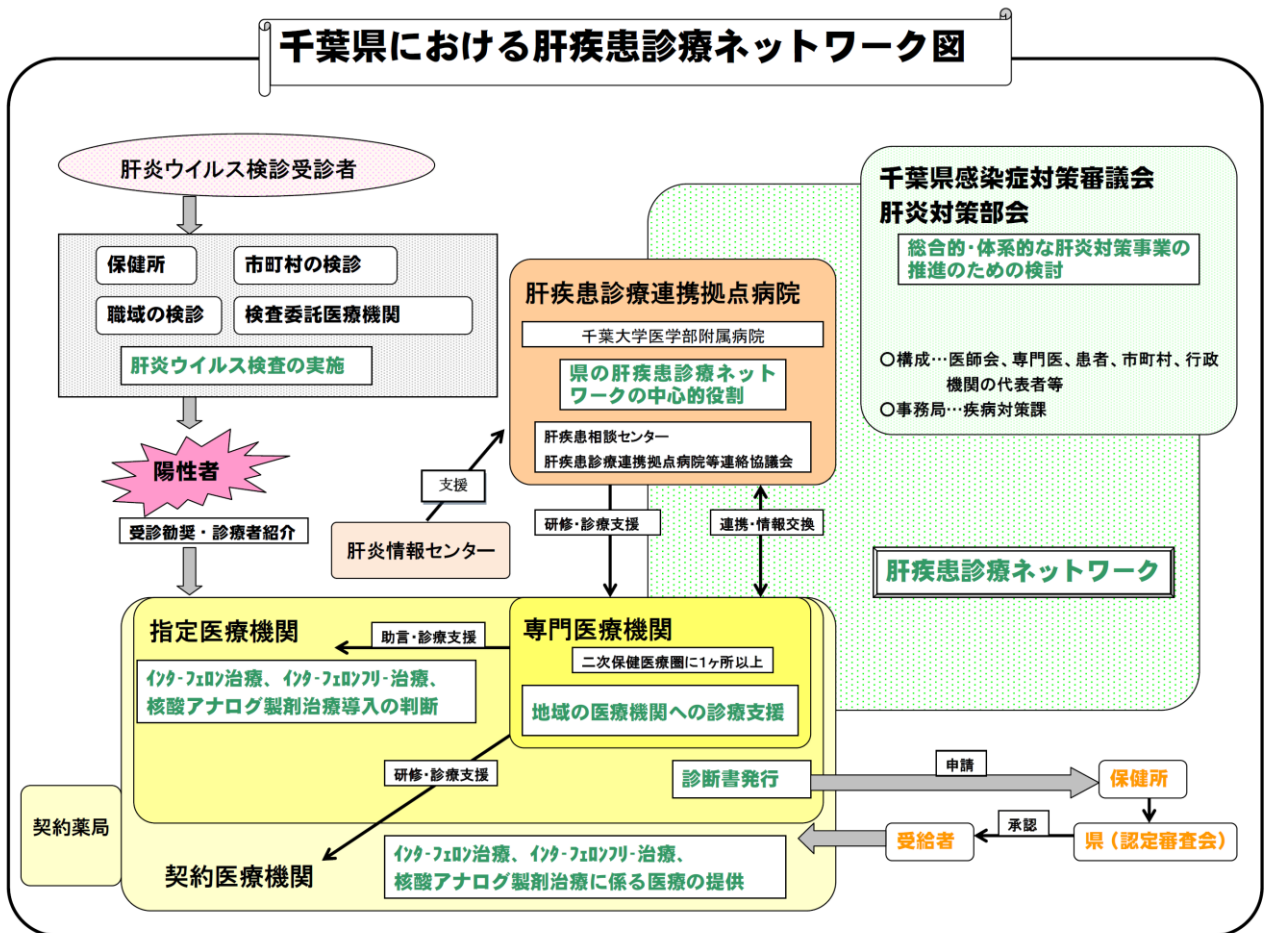 千葉県における肝疾患診療ネットワーク図
肝炎ウイルス検診受診者
保健所
市町村の検診
職域の検診
検査委託医療機関
肝炎ウイルス検査の実施
陽性者
受診勧奨・診療者紹介
肝炎情報センター
支援
肝疾患診療連携拠点病院
千葉大学医学部附属病院
県の肝疾患診療ネット
ワークの中心的役割
肝疾患相談センター
肝疾患診療連携拠点病院等連絡協議会
研修・診療支援
連携・情報交換
千葉県感染症対策審議会
肝炎対策部会
総合的・体系的な肝炎対策事業の
推進のための検討
○構成…医師会、専門医、患者、市町村、行政
機関の代表者等
○事務局…疾病対策課
肝疾患診療ネットワーク
指定医療機関
助言・診療支援
インターフェロン治療、インターフェロンフリー治療、
核酸アナログ製剤治療導入の判断
専門医療機関
二次保健医療圏に1ヶ所以上
地域の医療機関への診療支援
研修・診療支援
診断書発行
申請
保健所
県（認定審査会）
承認
受給者
契約薬局
契約医療機関
インターフェロン治療、インターフェロンフリー治療、
核酸アナログ製剤治療に係る医療の提供